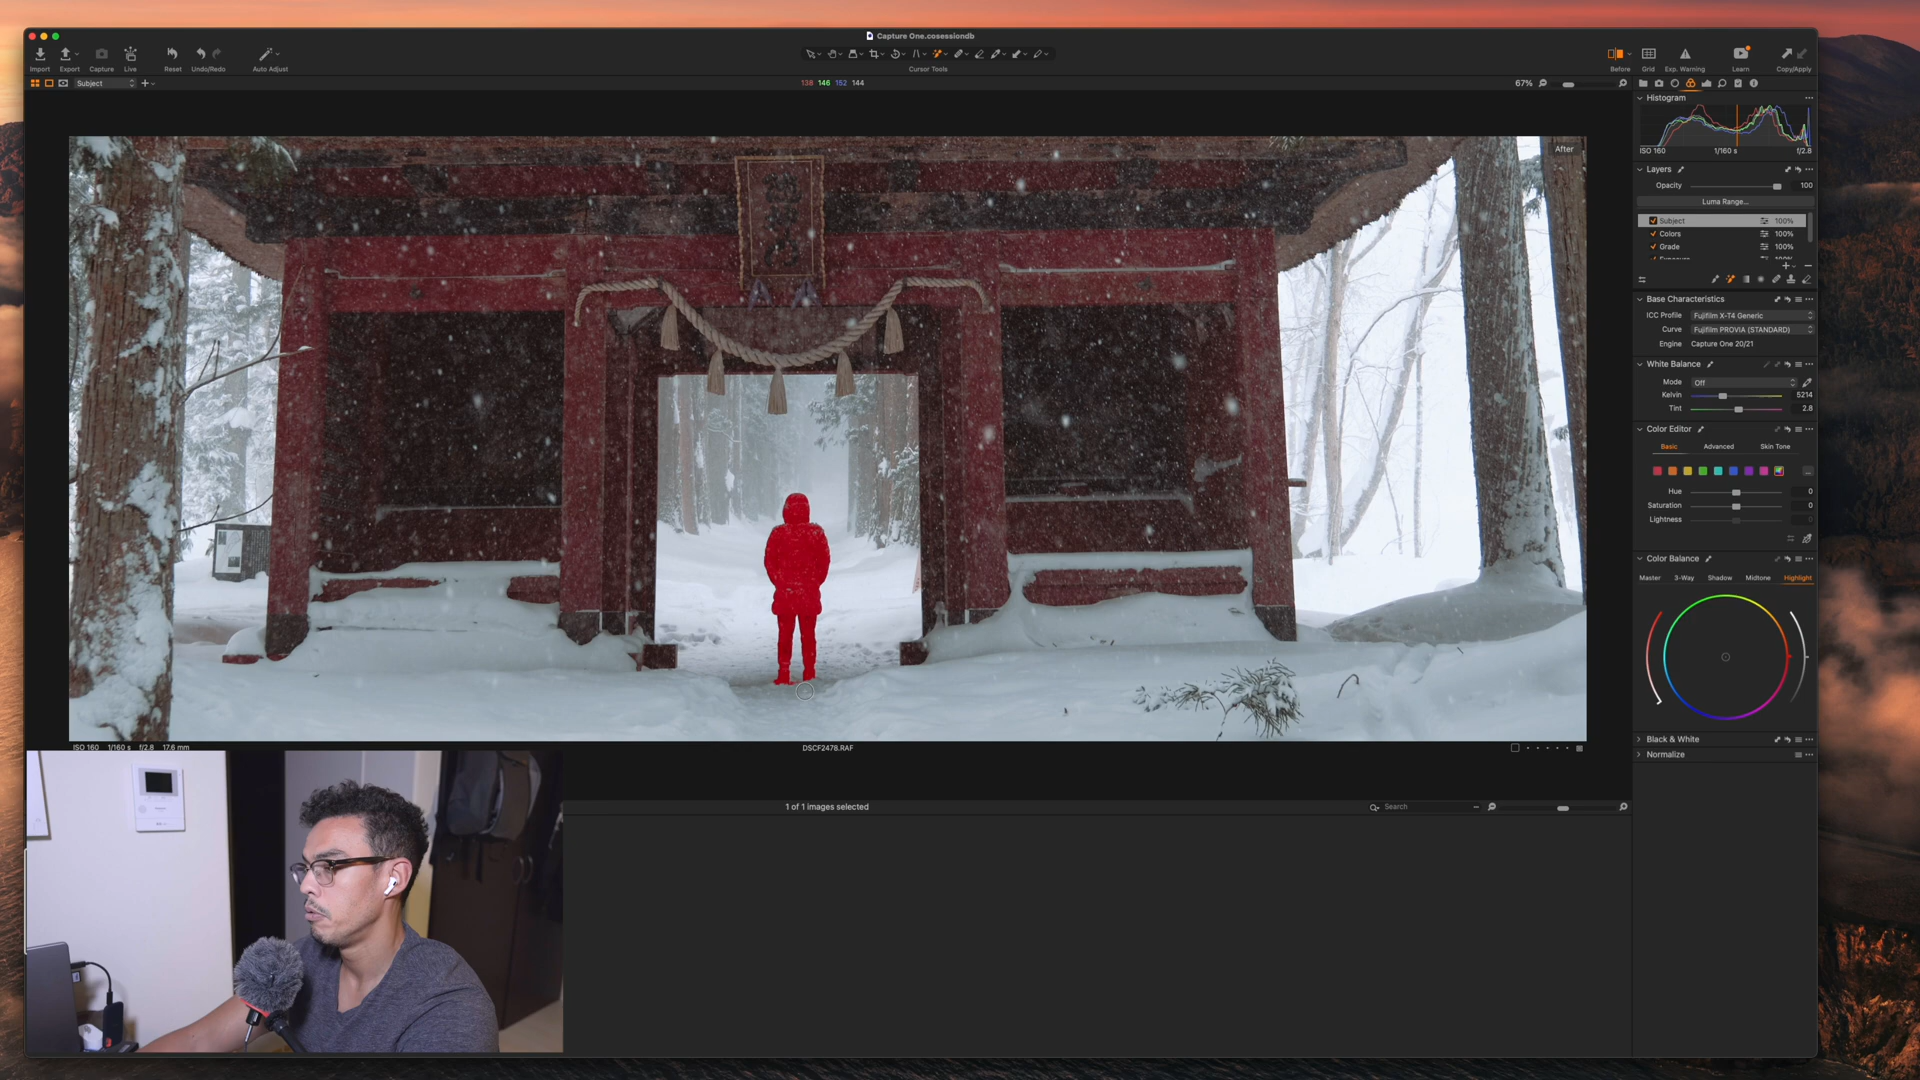 Capture One.cosessiondb
Import
Export
Capture
Live
Reset
Undo/Redo
Auto Adjust
Cursor Tools
Before
Grid
Exp. Warning
Learn
Copy/Apply
Subject
138 146 152 144
67%
After
Histogram
ISO 160 1/160 s f/2.8
Layers
Opacity 100
Luma Range...
Subject 100%
Colors 100%
Grade 100%
Base Characteristics
ICC Profile Fujifilm X-T4 Generic
Curve Fujifilm PROVIA (STANDARD)
Engine Capture One 20/21
White Balance
Mode Off
Kelvin 5214
Tint 2.8
Color Editor
Basic Advanced Skin Tone
Hue 0
Saturation 0
Lightness 0
Color Balance
Master 3-Way Shadow Midtone Highlight
Black & White
Normalize
ISO 160 1/160 s f/2.8 17.6 mm
DSCF2478.RAF
1 of 1 images selected
Search